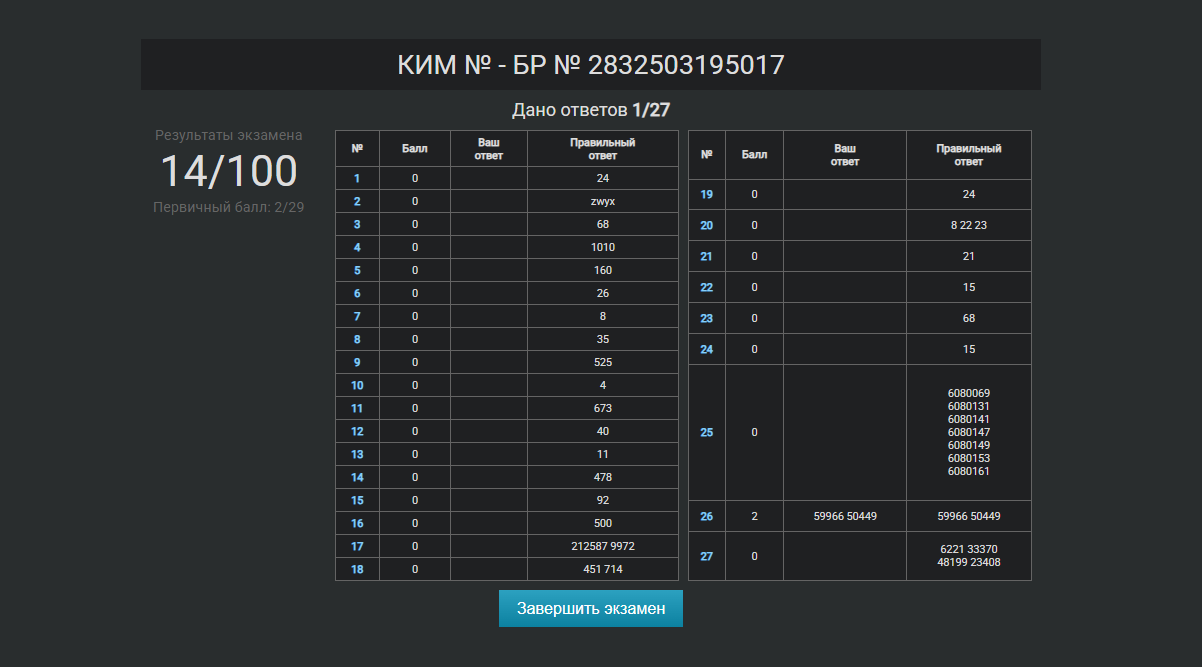 КИМ № - БР № 2832503195017
Дано ответов 1/27
Результаты экзамена
14/100
Первичный балл: 2/29
№ Балл Ваш ответ Правильный ответ
1 0 24
2 0 zwyx
3 0 68
4 0 1010
5 0 160
6 0 26
7 0 8
8 0 35
9 0 525
10 0 4
11 0 673
12 0 40
13 0 11
14 0 478
15 0 92
16 0 500
17 0 212587 9972
18 0 451 714
№ Балл Ваш ответ Правильный ответ
19 0 24
20 0 8 22 23
21 0 21
22 0 15
23 0 68
24 0 15
25 0 6080069
6080131
6080141
6080147
6080149
6080153
6080161
26 2 59966 50449 59966 50449
27 0 6221 33370
48199 23408
Завершить экзамен